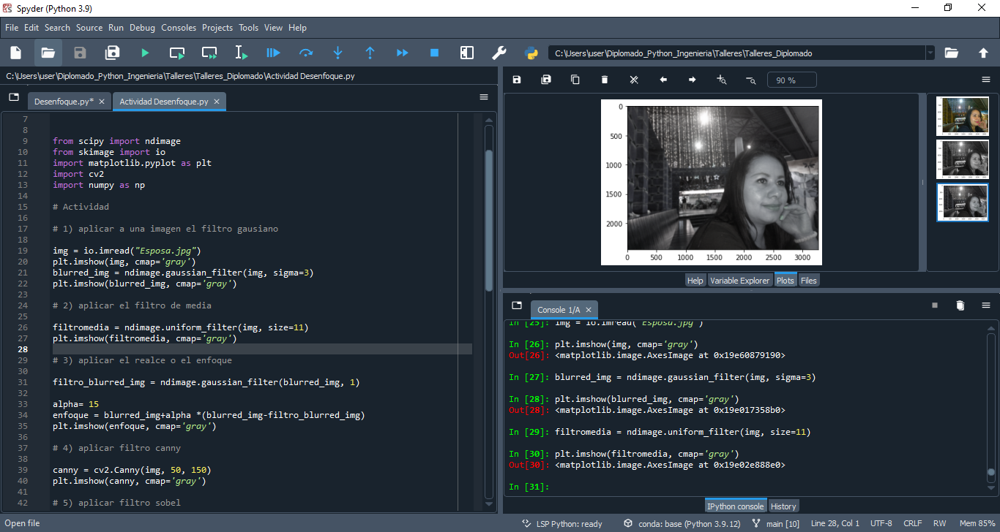 Spyder (Python 3.9)
File Edit Search Source Run Debug Consoles Projects Tools View Help
C:\Users\user\Diplomado_Python_Ingenieria\Talleres\Talleres_Diplomado
C:\Users\user\Diplomado_Python_Ingenieria\Talleres\Talleres_Diplomado\Actividad Desenfoque.py
Desenfoque.py* Actividad Desenfoque.py
7
8
9 from scipy import ndimage
10 from skimage import io
11 import matplotlib.pyplot as plt
12 import cv2
13 import numpy as np
14
15 # Actividad
16
17 # 1) aplicar a una imagen el filtro gausiano
18
19 img = io.imread("Esposa.jpg")
20 plt.imshow(img, cmap='gray')
21 blurred_img = ndimage.gaussian_filter(img, sigma=3)
22 plt.imshow(blurred_img, cmap='gray')
23
24 # 2) aplicar el filtro de media
25
26 filtromedia = ndimage.uniform_filter(img, size=11)
27 plt.imshow(filtromedia, cmap='gray')
28
29 # 3) aplicar el realce o el enfoque
30
31 filtro_blurred_img = ndimage.gaussian_filter(blurred_img, 1)
32
33 alpha= 15
34 enfoque = blurred_img+alpha *(blurred_img-filtro_blurred_img)
35 plt.imshow(enfoque, cmap='gray')
36
37 # 4) aplicar filtro canny
38
39 canny = cv2.Canny(img, 50, 150)
40 plt.imshow(canny, cmap='gray')
41
42 # 5) aplicar filtro sobel
90 %
0
500
1000
1500
2000
0 500 1000 1500 2000 2500 3000
Help Variable Explorer Plots Files
Console 1/A
In [25]: img = io.imread("Esposa.jpg")
In [26]: plt.imshow(img, cmap='gray')
Out[26]: <matplotlib.image.AxesImage at 0x19e60879190>
In [27]: blurred_img = ndimage.gaussian_filter(img, sigma=3)
In [28]: plt.imshow(blurred_img, cmap='gray')
Out[28]: <matplotlib.image.AxesImage at 0x19e017358b0>
In [29]: filtromedia = ndimage.uniform_filter(img, size=11)
In [30]: plt.imshow(filtromedia, cmap='gray')
Out[30]: <matplotlib.image.AxesImage at 0x19e02e888e0>
In [31]:
IPython console History
Open file LSP Python: ready conda: base (Python 3.9.12) main [10] Line 28, Col 1 UTF-8 CRLF RW Mem 85%